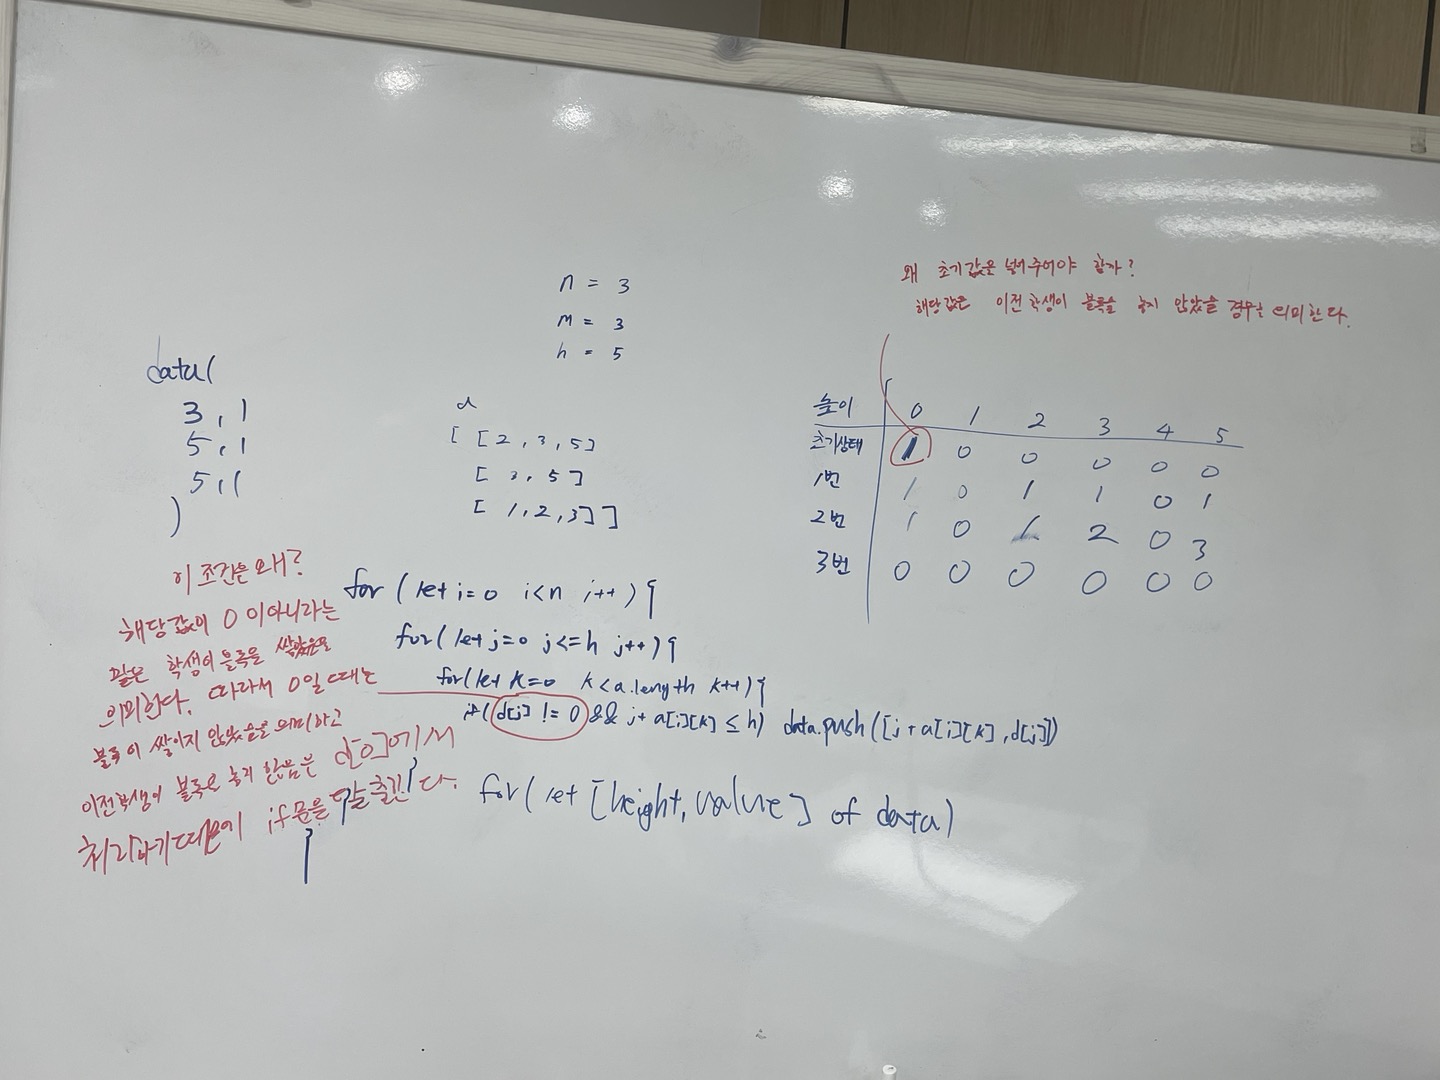 왜 초기값을 넣어주어야 할까?
해당값은 이전 학생이 블록을 놓지 않았을 경우를 의미한다.
n = 3
m = 3
h = 5
data(
3, 1
5, 1
5, 1
)
d
[ [ 2, 3, 5]
[ 3, 5 ]
[ 1, 2, 3 ] ]
높이 0 1 2 3 4 5
초기상태 1 0 0 0 0 0
1번 1 0 1 1 0 1
2번 1 0 1 2 0 3
3번 0 0 0 0 0 0
이 조건은 왜?
해당 값이 0 이 아니라는
말은 학생이 블록을 쌓았음을
의미한다. 따라서 0일 때는
블록이 쌓이지 않았음을 의미하고
이전학생이 블록을 놓지 않음은 d[0]에서
처리하기 때문에 if문을 탈출한다.
for ( let i=0 i<n i++ ) {
for( let j=0 j<=h j++ ) {
for( let k=0 k<a.length k++) {
if( d[j] != 0 && j+a[i][k] ≤ h) data.push([j+a[i][k], d[j]])
}
}
for( let [height, value] of data)
}